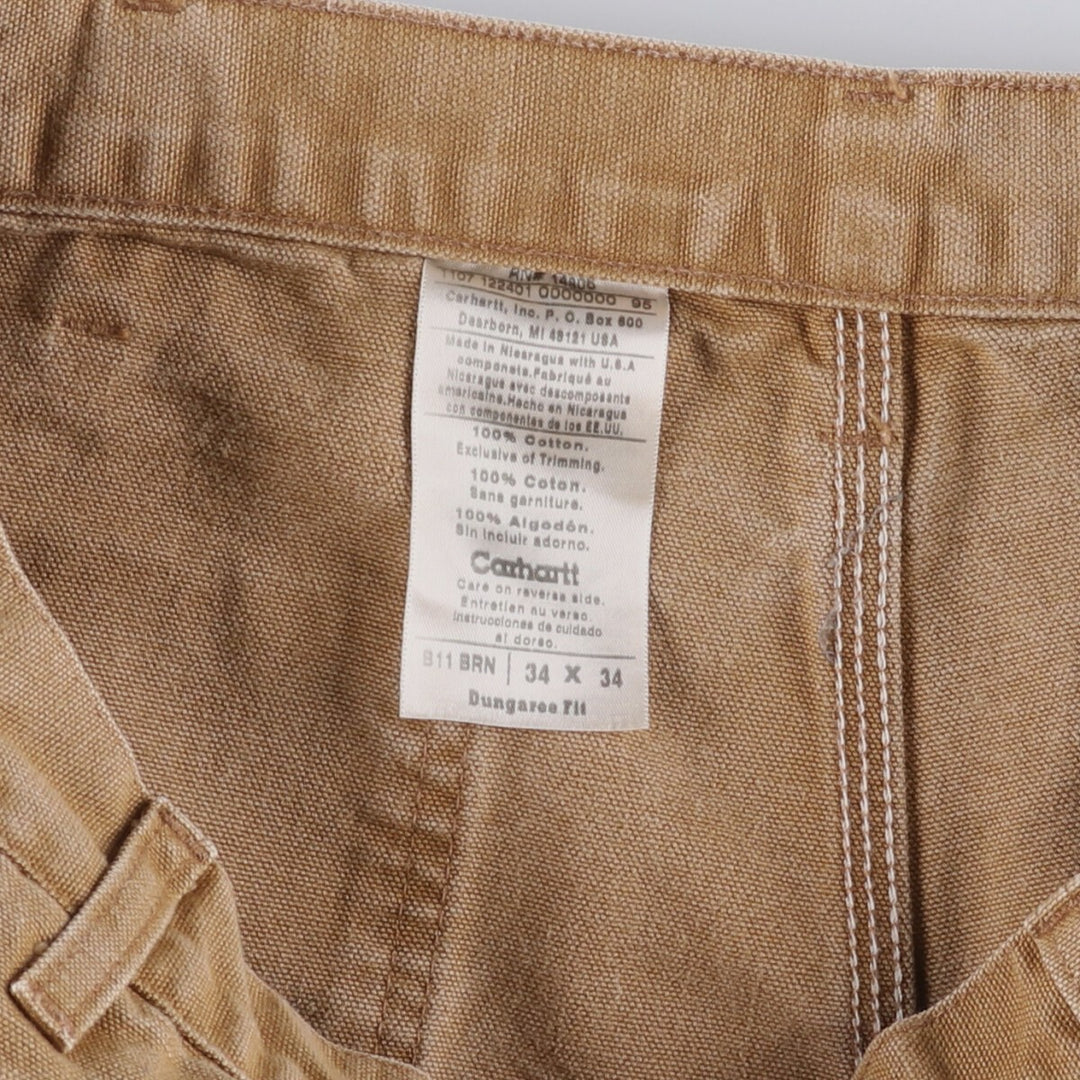 RN# 14806
1107 122401 0000000 95
Carhartt, Inc. P. O. Box 600
Dearborn, MI 48121 USA
Made in Nicaragua with U.S.A
components.Fabriqué au
Nicaragua avec descomposants
americains.Hecho en Nicaragua
con componentes de los EE.UU.
100% Cotton.
Exclusive of Trimming.
100% Coton.
Sans garniture.
100% Algodón.
Sin incluir adorno.
Carhartt
Care on reverse side.
Entretien au verso.
Instrucciones de cuidado
al dorso.
B11 BRN | 34 X 34
Dungaree Fit